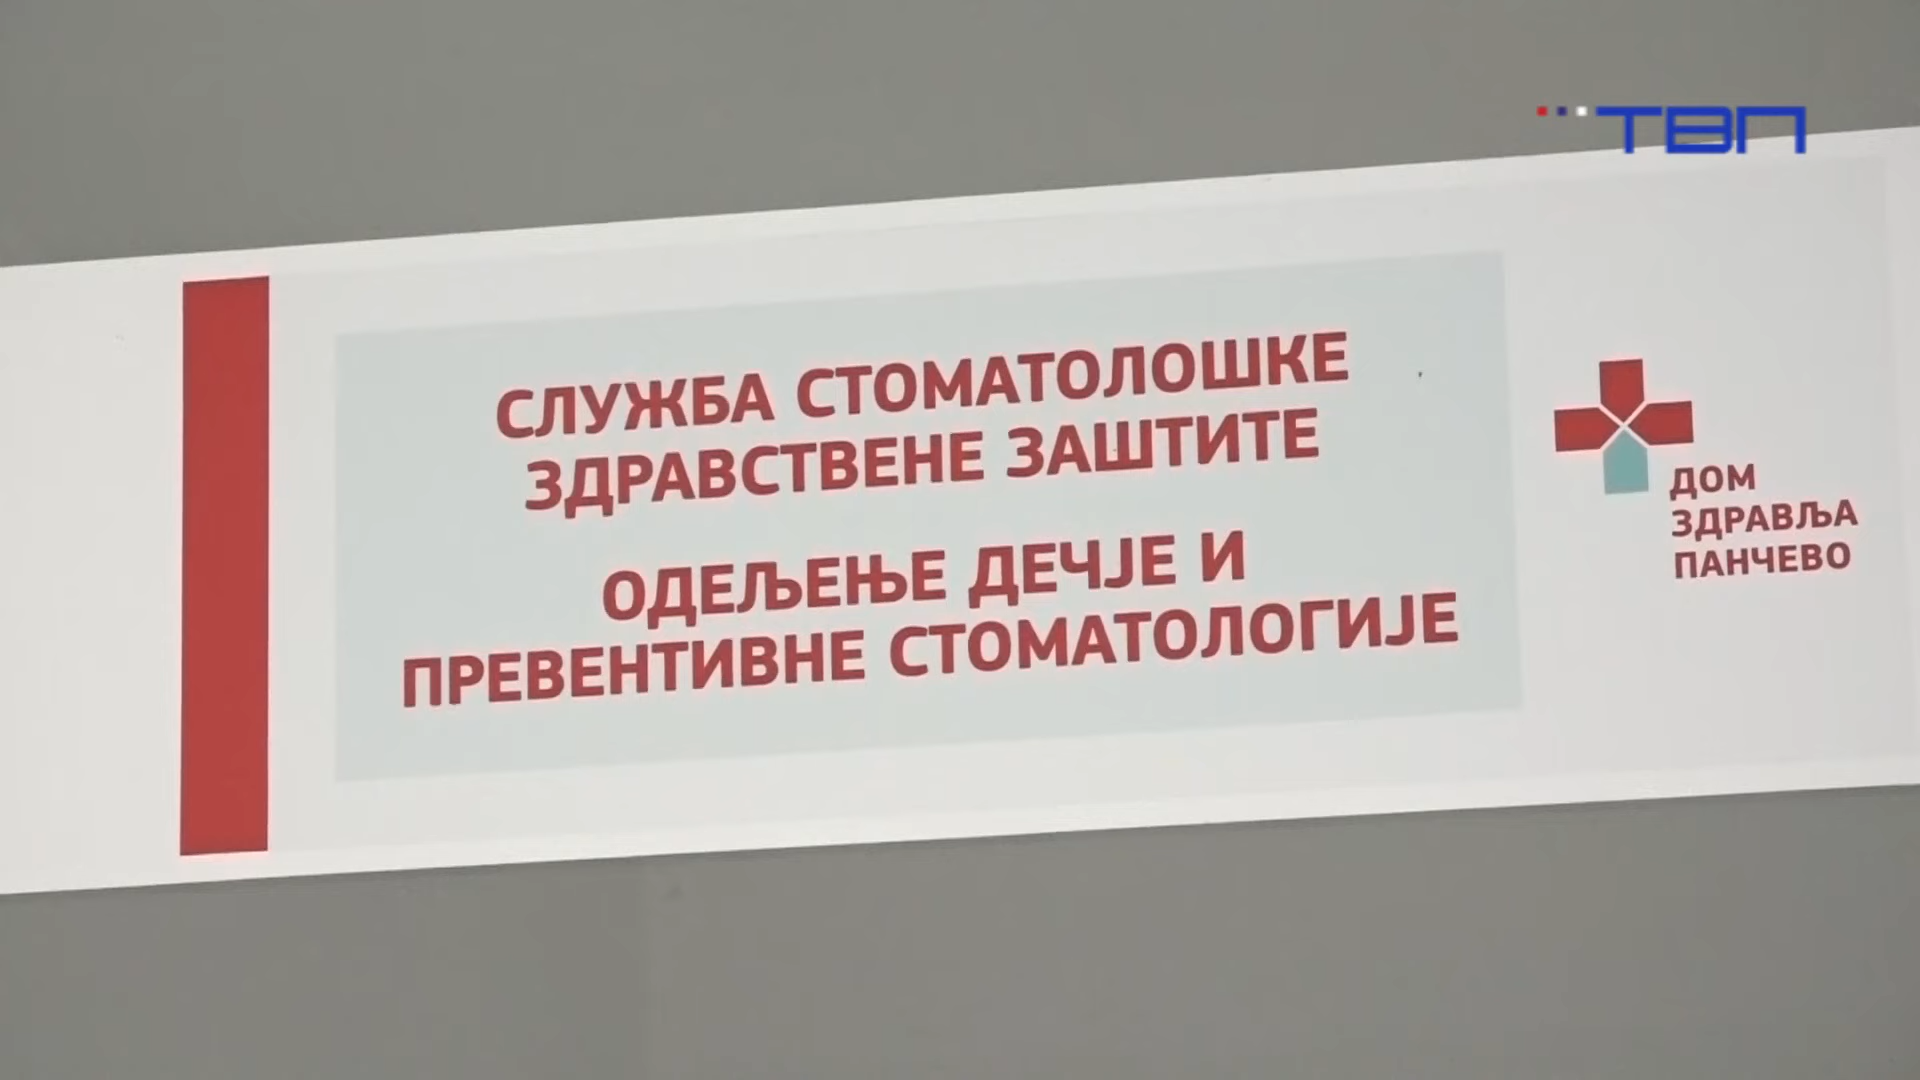 ТВП
СЛУЖБА СТОМАТОЛОШКЕ
ЗДРАВСТВЕНЕ ЗАШТИТЕ
ОДЕЉЕЊЕ ДЕЧЈЕ И
ПРЕВЕНТИВНЕ СТОМАТОЛОГИЈЕ
ДОМ
ЗДРАВЉА
ПАНЧЕВО